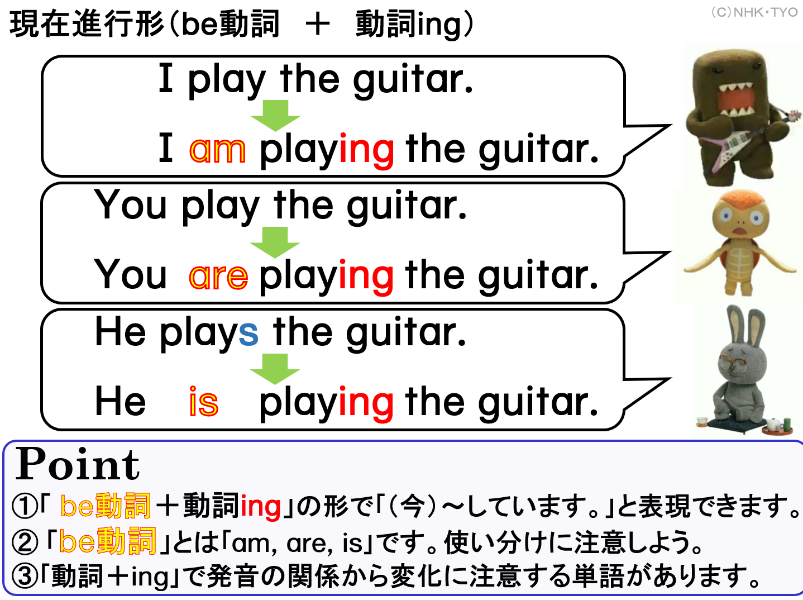 現在進行形（be動詞　＋　動詞ing）
（C）NHK・TYO
I play the guitar.
I am playing the guitar.
You play the guitar.
You are playing the guitar.
He plays the guitar.
He is playing the guitar.
Point
①「be動詞＋動詞ing」の形で「（今）～しています。」と表現できます。
②「be動詞」とは「am, are, is」です。使い分けに注意しよう。
③「動詞＋ing」で発音の関係から変化に注意する単語があります。